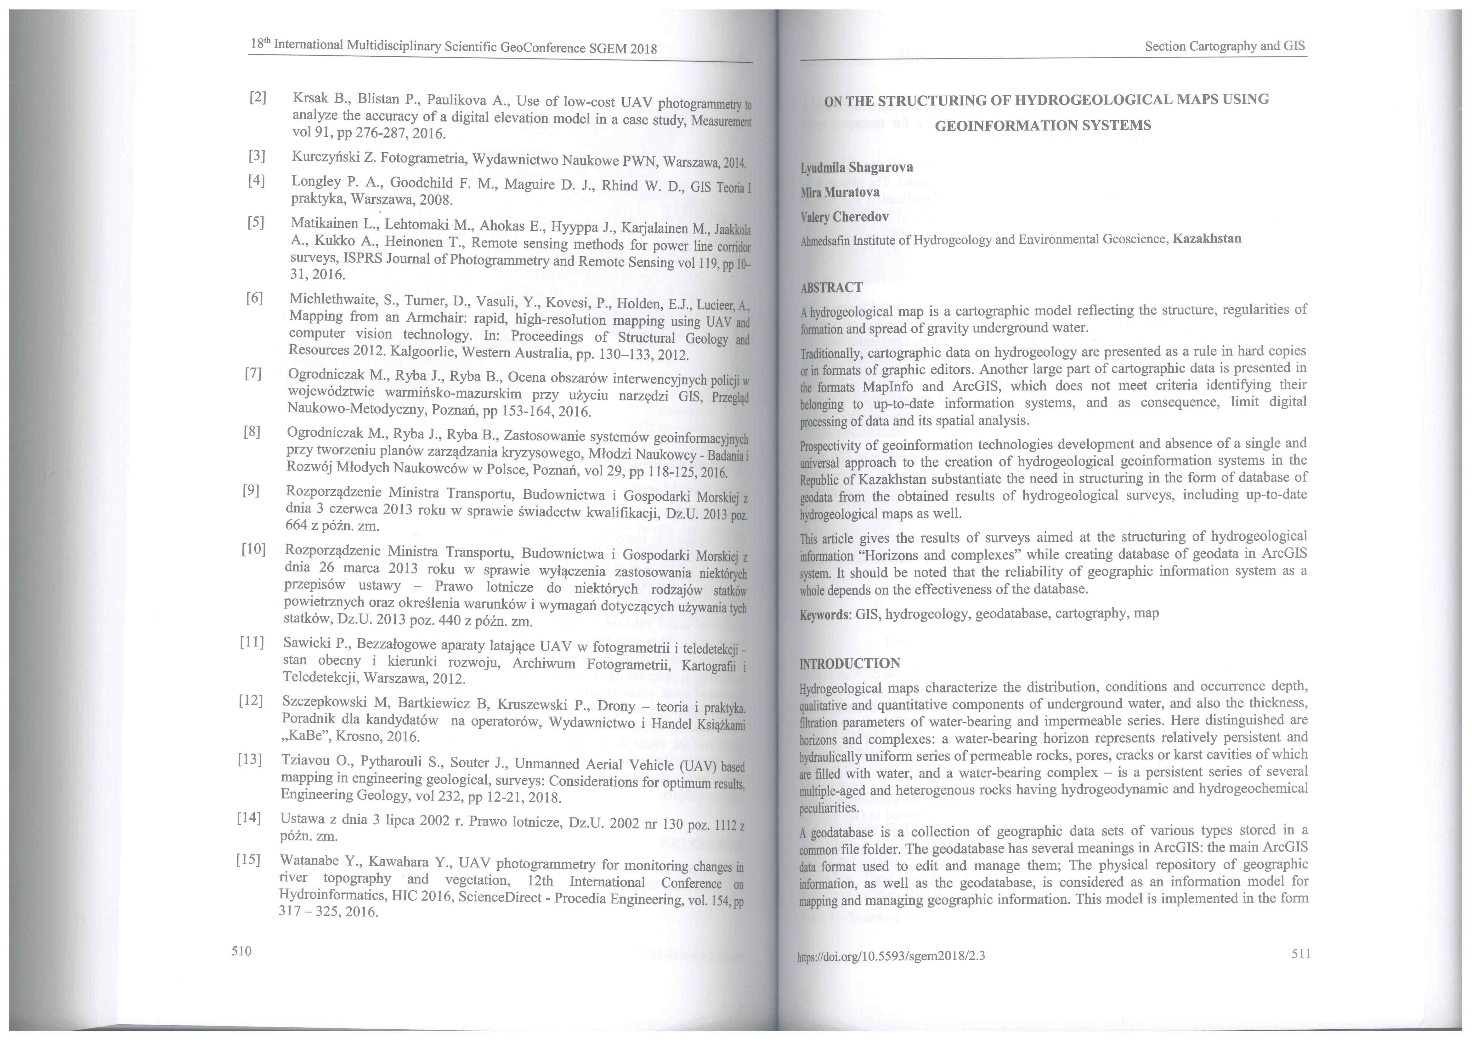 18th International Multidisciplinary Scientific GeoConference SGEM 2018
[2] Krsak B., Blistan P., Paulikova A., Use of low-cost UAV photogrammetry to
analyze the accuracy of a digital elevation model in a case study, Measurement
vol 91, pp 276-287, 2016.
[3] Kurczyński Z. Fotogrametria, Wydawnictwo Naukowe PWN, Warszawa, 2014.
[4] Longley P. A., Goodchild F. M., Maguire D. J., Rhind W. D., GIS Teoria I
praktyka, Warszawa, 2008.
[5] Matikainen L., Lehtomaki M., Ahokas E., Hyyppa J., Karjalainen M., Jaakkola
A., Kukko A., Heinonen T., Remote sensing methods for power line corridor
surveys, ISPRS Journal of Photogrammetry and Remote Sensing vol 119, pp 10-
31, 2016.
[6] Michlethwaite, S., Turner, D., Vasuli, Y., Kovesi, P., Holden, E.J., Lucieer, A.,
Mapping from an Armchair: rapid, high-resolution mapping using UAV and
computer vision technology. In: Proceedings of Structural Geology and
Resources 2012. Kalgoorlie, Western Australia, pp. 130–133, 2012.
[7] Ogrodniczak M., Ryba J., Ryba B., Ocena obszarów interwencyjnych policji w
województwie warmińsko-mazurskim przy użyciu narzędzi GIS, Przegląd
Naukowo-Metodyczny, Poznań, pp 153-164, 2016.
[8] Ogrodniczak M., Ryba J., Ryba B., Zastosowanie systemów geoinformacyjnych
przy tworzeniu planów zarządzania kryzysowego, Młodzi Naukowcy - Badania i
Rozwój Młodych Naukowców w Polsce, Poznań, vol 29, pp 118-125, 2016.
[9] Rozporządzenie Ministra Transportu, Budownictwa i Gospodarki Morskiej z
dnia 3 czerwca 2013 roku w sprawie świadectw kwalifikacji, Dz.U. 2013 poz.
664 z późn. zm.
[10] Rozporządzenie Ministra Transportu, Budownictwa i Gospodarki Morskiej z
dnia 26 marca 2013 roku w sprawie wyłączenia zastosowania niektórych
przepisów ustawy – Prawo lotnicze do niektórych rodzajów statków
powietrznych oraz określenia warunków i wymagań dotyczących używania tych
statków, Dz.U. 2013 poz. 440 z późn. zm.
[11] Sawicki P., Bezzałogowe aparaty latające UAV w fotogrametrii i teledetekcji -
stan obecny i kierunki rozwoju, Archiwum Fotogrametrii, Kartografii i
Teledetekcji, Warszawa, 2012.
[12] Szczepkowski M, Bartkiewicz B, Kruszewski P., Drony – teoria i praktyka.
Poradnik dla kandydatów na operatorów, Wydawnictwo i Handel Książkami
„KaBe”, Krosno, 2016.
[13] Tziavou O., Pytharouli S., Souter J., Unmanned Aerial Vehicle (UAV) based
mapping in engineering geological, surveys: Considerations for optimum results,
Engineering Geology, vol 232, pp 12-21, 2018.
[14] Ustawa z dnia 3 lipca 2002 r. Prawo lotnicze, Dz.U. 2002 nr 130 poz. 1112 z
późn. zm.
[15] Watanabe Y., Kawahara Y., UAV photogrammetry for monitoring changes in
river topography and vegetation, 12th International Conference on
Hydroinformatics, HIC 2016, ScienceDirect - Procedia Engineering, vol. 154, pp
317 – 325, 2016.
510
Section Cartography and GIS
ON THE STRUCTURING OF HYDROGEOLOGICAL MAPS USING
GEOINFORMATION SYSTEMS
Lyudmila Shagarova
Mira Muratova
Valery Cheredov
Ahmedsafin Institute of Hydrogeology and Environmental Geoscience, Kazakhstan
ABSTRACT
A hydrogeological map is a cartographic model reflecting the structure, regularities of
formation and spread of gravity underground water.
Traditionally, cartographic data on hydrogeology are presented as a rule in hard copies
or in formats of graphic editors. Another large part of cartographic data is presented in
the formats MapInfo and ArcGIS, which does not meet criteria identifying their
belonging to up-to-date information systems, and as consequence, limit digital
processing of data and its spatial analysis.
Prospectivity of geoinformation technologies development and absence of a single and
universal approach to the creation of hydrogeological geoinformation systems in the
Republic of Kazakhstan substantiate the need in structuring in the form of database of
geodata from the obtained results of hydrogeological surveys, including up-to-date
hydrogeological maps as well.
This article gives the results of surveys aimed at the structuring of hydrogeological
information “Horizons and complexes” while creating database of geodata in ArcGIS
system. It should be noted that the reliability of geographic information system as a
whole depends on the effectiveness of the database.
Keywords: GIS, hydrogeology, geodatabase, cartography, map
INTRODUCTION
Hydrogeological maps characterize the distribution, conditions and occurrence depth,
qualitative and quantitative components of underground water, and also the thickness,
filtration parameters of water-bearing and impermeable series. Here distinguished are
horizons and complexes: a water-bearing horizon represents relatively persistent and
hydraulically uniform series of permeable rocks, pores, cracks or karst cavities of which
are filled with water, and a water-bearing complex – is a persistent series of several
multiple-aged and heterogenous rocks having hydrogeodynamic and hydrogeochemical
peculiarities.
A geodatabase is a collection of geographic data sets of various types stored in a
common file folder. The geodatabase has several meanings in ArcGIS: the main ArcGIS
data format used to edit and manage them; The physical repository of geographic
information, as well as the geodatabase, is considered as an information model for
mapping and managing geographic information. This model is implemented in the form
https://doi.org/10.5593/sgem2018/2.3
511